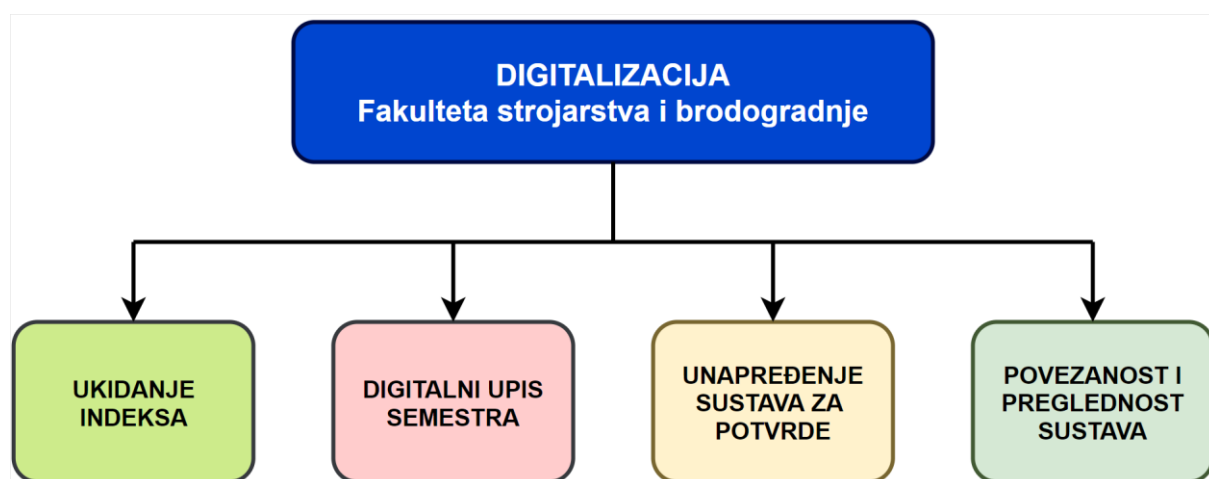 DIGITALIZACIJA
Fakulteta strojarstva i brodogradnje
UKIDANJE
INDEKSA
DIGITALNI UPIS
SEMESTRA
UNAPREĐENJE
SUSTAVA ZA
POTVRDE
POVEZANOST I
PREGLEDNOST
SUSTAVA